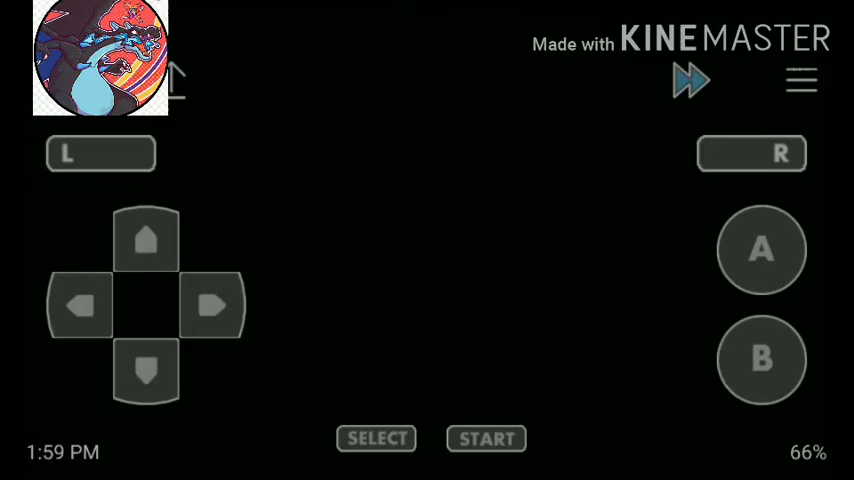 Made with KINEMASTER
L
R
A
B
SELECT
START
1:59 PM
66%